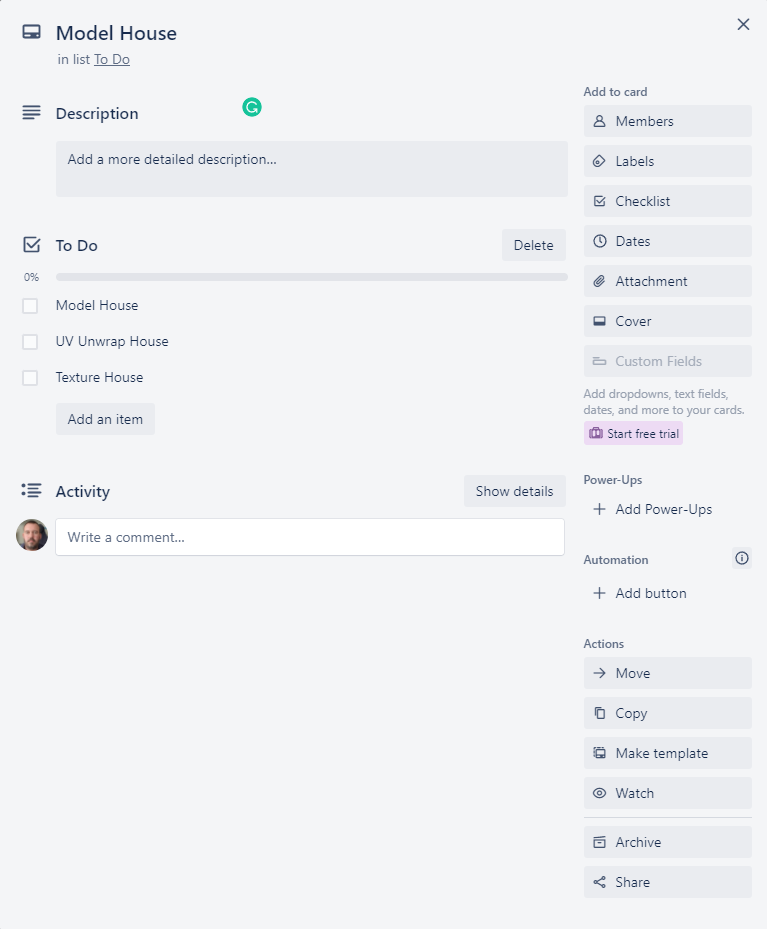 Model House
in list To Do
Description
Add a more detailed description...
To Do
Delete
0%
Model House
UV Unwrap House
Texture House
Add an item
Activity
Show details
Write a comment...
Add to card
Members
Labels
Checklist
Dates
Attachment
Cover
Custom Fields
Add dropdowns, text fields,
dates, and more to your cards.
Start free trial
Power-Ups
Add Power-Ups
Automation
Add button
Actions
Move
Copy
Make template
Watch
Archive
Share